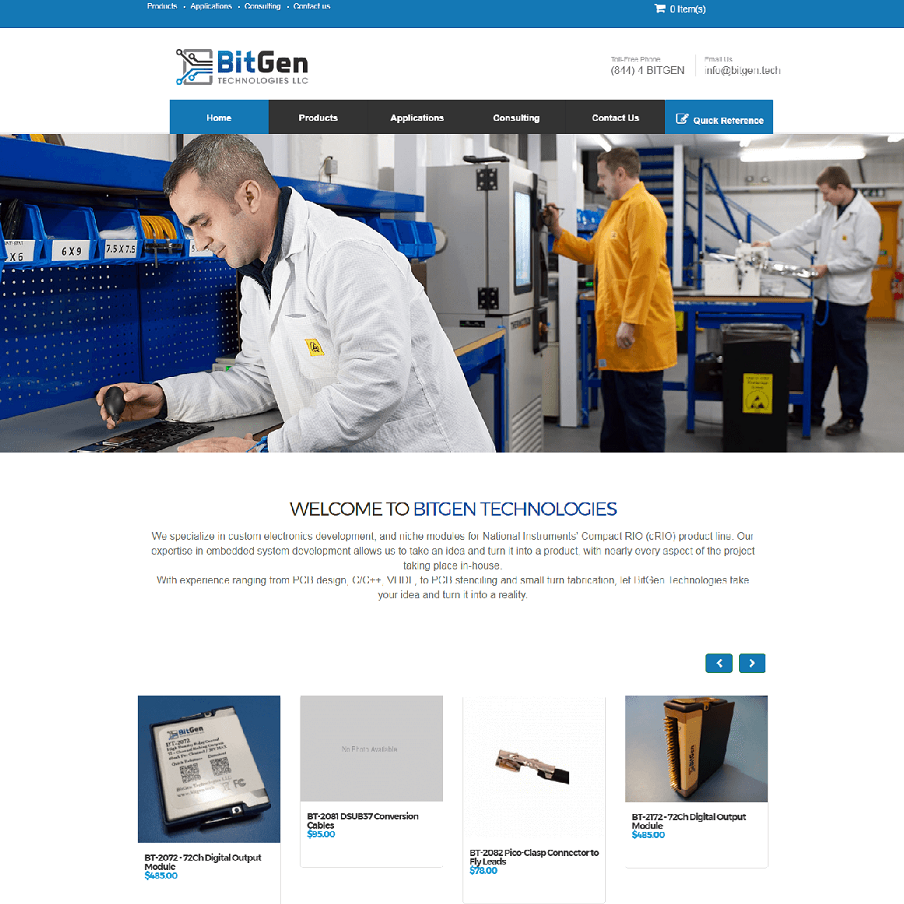 Products • Applications • Consulting • Contact us
0 Item(s)
BitGen
TECHNOLOGIES LLC
Toll-Free Phone
(844) 4 BITGEN
Email Us
info@bitgen.tech
Home
Products
Applications
Consulting
Contact Us
Quick Reference
X 6
6 X 9
7.5 X 7.5
WELCOME TO BITGEN TECHNOLOGIES
We specialize in custom electronics development, and niche modules for National Instruments' Compact RIO (cRIO) product line. Our
expertise in embedded system development allows us to take an idea and turn it into a product, with nearly every aspect of the project
taking place in-house.
With experience ranging from PCB design, C/C++, VHDL, to PCB stenciling and small turn fabrication, let BitGen Technologies take
your idea and turn it into a reality.
BitGen
BT-2072
No Photo Available
BitGen
BT-2072 - 72Ch Digital Output
Module
$485.00
BT-2081 DSUB37 Conversion
Cables
$95.00
BT-2082 Pico-Clasp Connector to
Fly Leads
$78.00
BT-2172 - 72Ch Digital Output
Module
$485.00